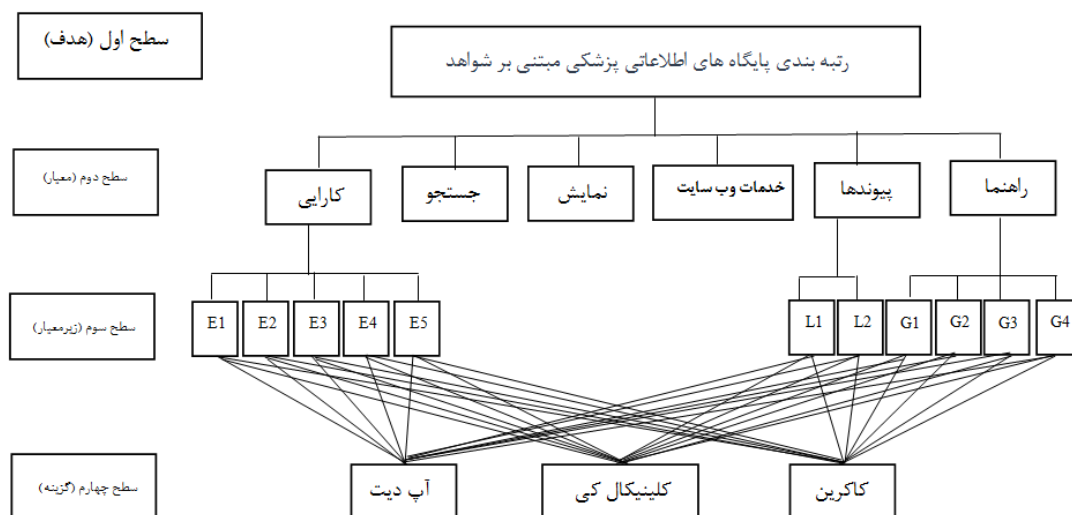 سطح اول (هدف)
رتبه بندی پایگاه های اطلاعاتی پزشکی مبتنی بر شواهد
سطح دوم (معیار)
راهنما
پیوندها
خدمات وب سایت
نمایش
جستجو
کارایی
سطح سوم (زیرمعیار)
E1 E2 E3 E4 E5 L1 L2 G1 G2 G3 G4
سطح چهارم (گزینه)
کاکرین
کلینیکال کی
آپ دیت